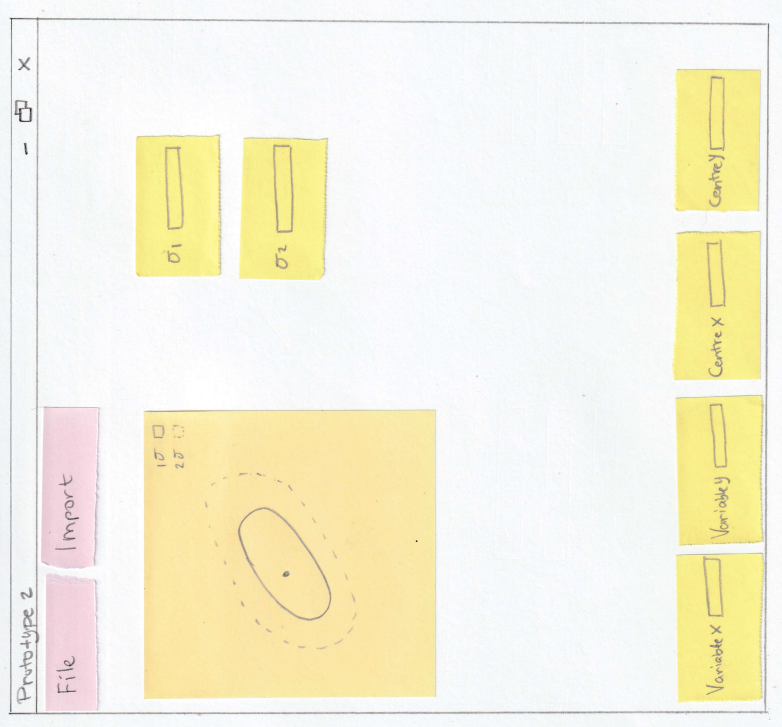 Prototype 2 - x
File
Import
1σ
2σ
σ1
σ2
Variable X
Variable y
Centre X
Centre y